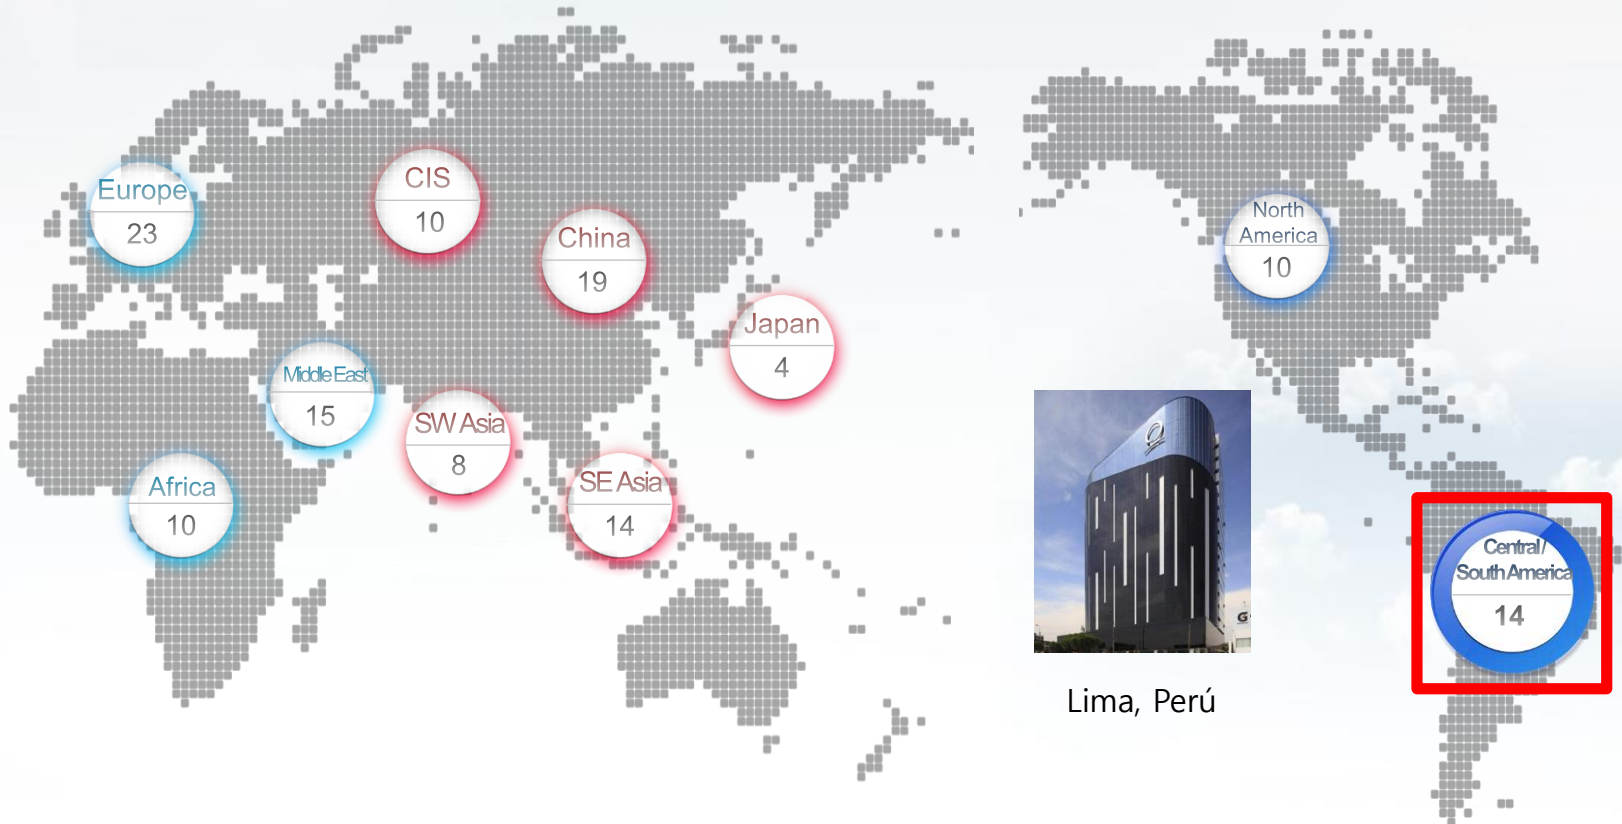 Europe
23
CIS
10
China
19
Japan
4
Middle East
15
SW Asia
8
SE Asia
14
Africa
10
North
America
10
Central/
South America
14
Lima, Perú